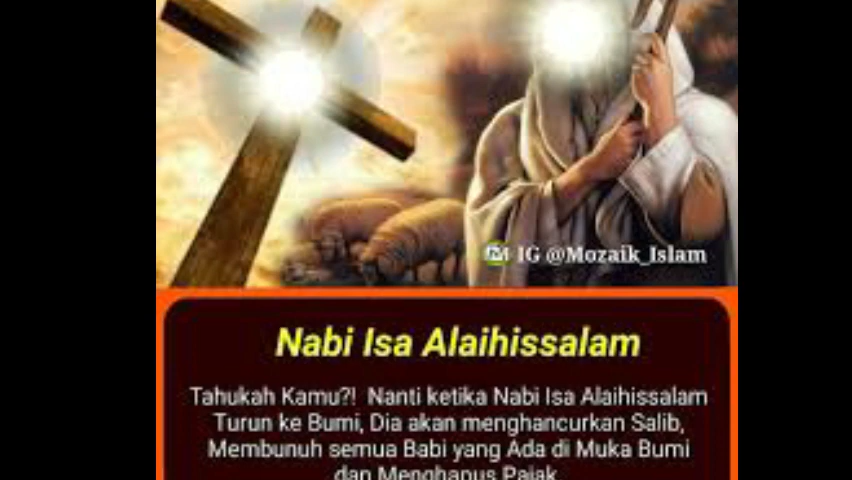 IG @Mozaik_Islam
Nabi Isa Alaihissalam
Tahukah Kamu?! Nanti ketika Nabi Isa Alaihissalam
Turun ke Bumi, Dia akan menghancurkan Salib,
Membunuh semua Babi yang Ada di Muka Bumi
dan Menghapus Pajak